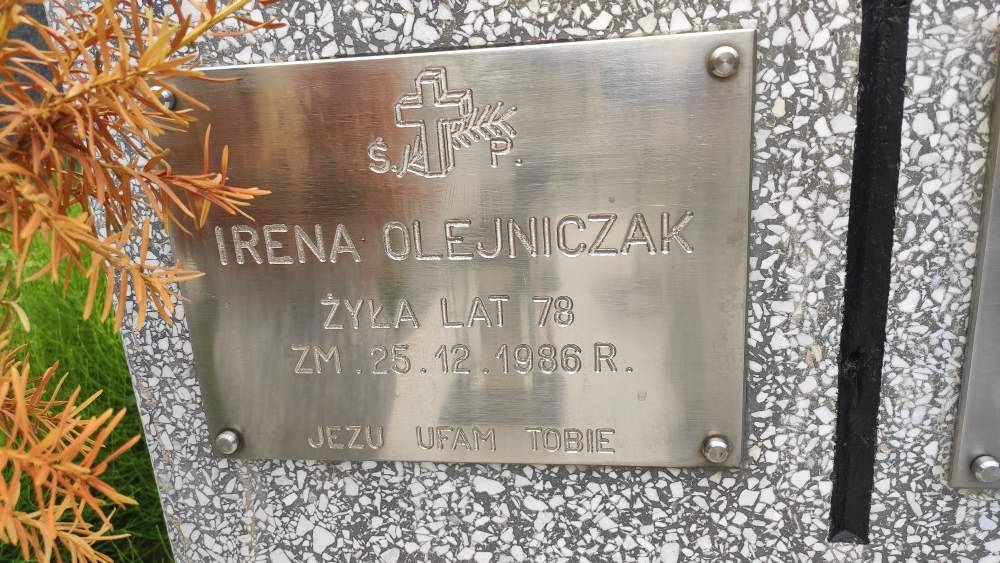 Ś. P.
IRENA OLEJNICZAK
ŻYŁA LAT 78
ZM. 25.12.1986 R.
JEZU UFAM TOBIE